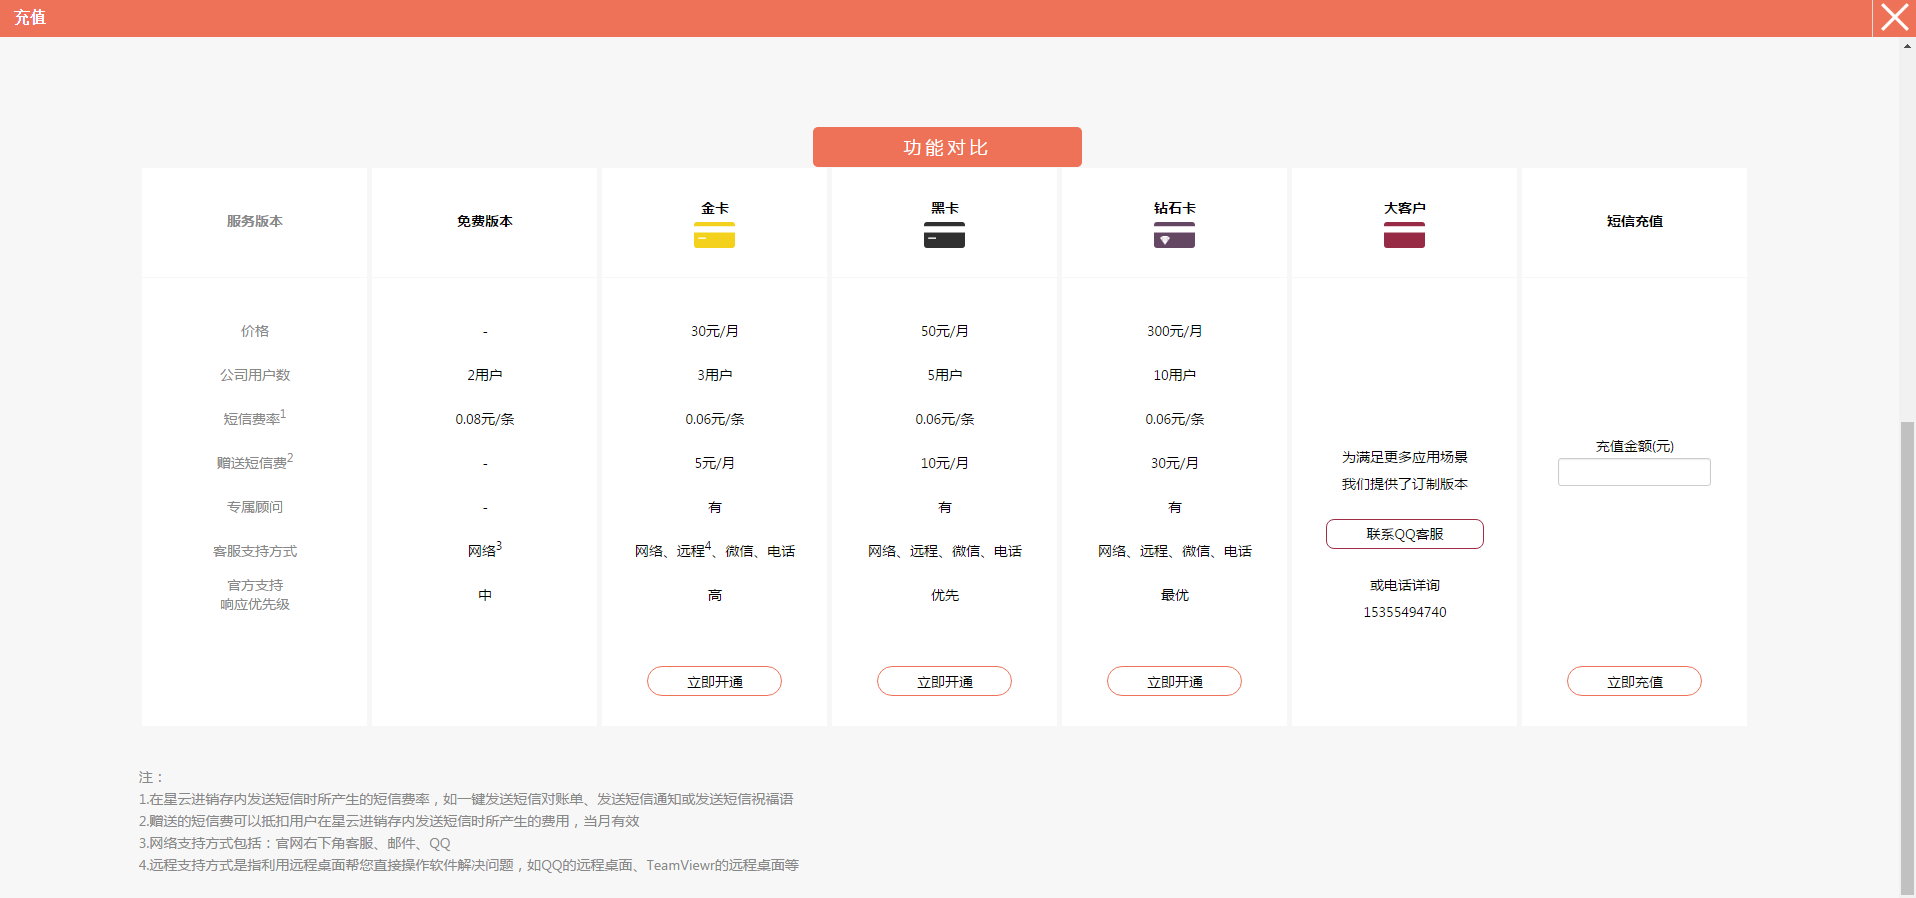 充值
功能对比
服务版本 免费版本 金卡 黑卡 钻石卡 大客户 短信充值
价格 - 30元/月 50元/月 300元/月
公司用户数 2用户 3用户 5用户 10用户
短信费率1 0.08元/条 0.06元/条 0.06元/条 0.06元/条
赠送短信费2 - 5元/月 10元/月 30元/月
专属顾问 - 有 有 有
客服支持方式 网络3 网络、远程4、微信、电话 网络、远程、微信、电话 网络、远程、微信、电话
官方支持
响应优先级 中 高 优先 最优
立即开通 立即开通 立即开通
为满足更多应用场景
我们提供了订制版本
联系QQ客服
或电话详询
15355494740
充值金额(元)
立即充值
注：
1.在星云进销存内发送短信时所产生的短信费率，如一键发送短信对账单、发送短信通知或发送短信祝福语
2.赠送的短信费可以抵扣用户在星云进销存内发送短信时所产生的费用，当月有效
3.网络支持方式包括：官网右下角客服、邮件、QQ
4.远程支持方式是指利用远程桌面帮您直接操作软件解决问题，如QQ的远程桌面、TeamViewr的远程桌面等